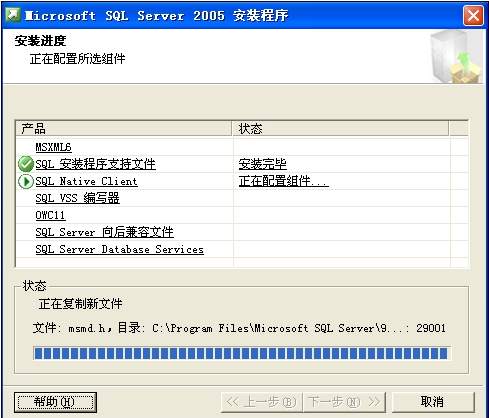 Microsoft SQL Server 2005 安装程序
安装进度
正在配置所选组件
产品 状态
MSXML6
SQL 安装程序支持文件 安装完毕
SQL Native Client 正在配置组件...
SQL VSS 编写器
OWC11
SQL Server 向后兼容文件
SQL Server Database Services
状态
正在复制新文件
文件: msmd.h，目录: C:\Program Files\Microsoft SQL Server\9...: 29001
帮助(H) << 上一步(B) 下一步(N) >> 取消